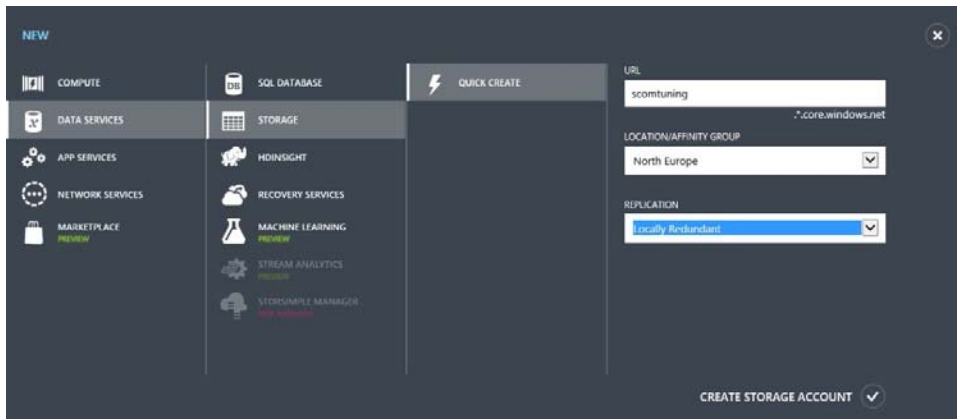 NEW
COMPUTE
DATA SERVICES
APP SERVICES
NETWORK SERVICES
MARKETPLACE
PREVIEW
DB
SQL DATABASE
STORAGE
HDINSIGHT
RECOVERY SERVICES
MACHINE LEARNING
PREVIEW
STREAM ANALYTICS
PREVIEW
STORSIMPLE MANAGER
QUICK CREATE
URL
scomtuning
.*.core.windows.net
LOCATION/AFFINITY GROUP
North Europe
REPLICATION
Locally Redundant
CREATE STORAGE ACCOUNT